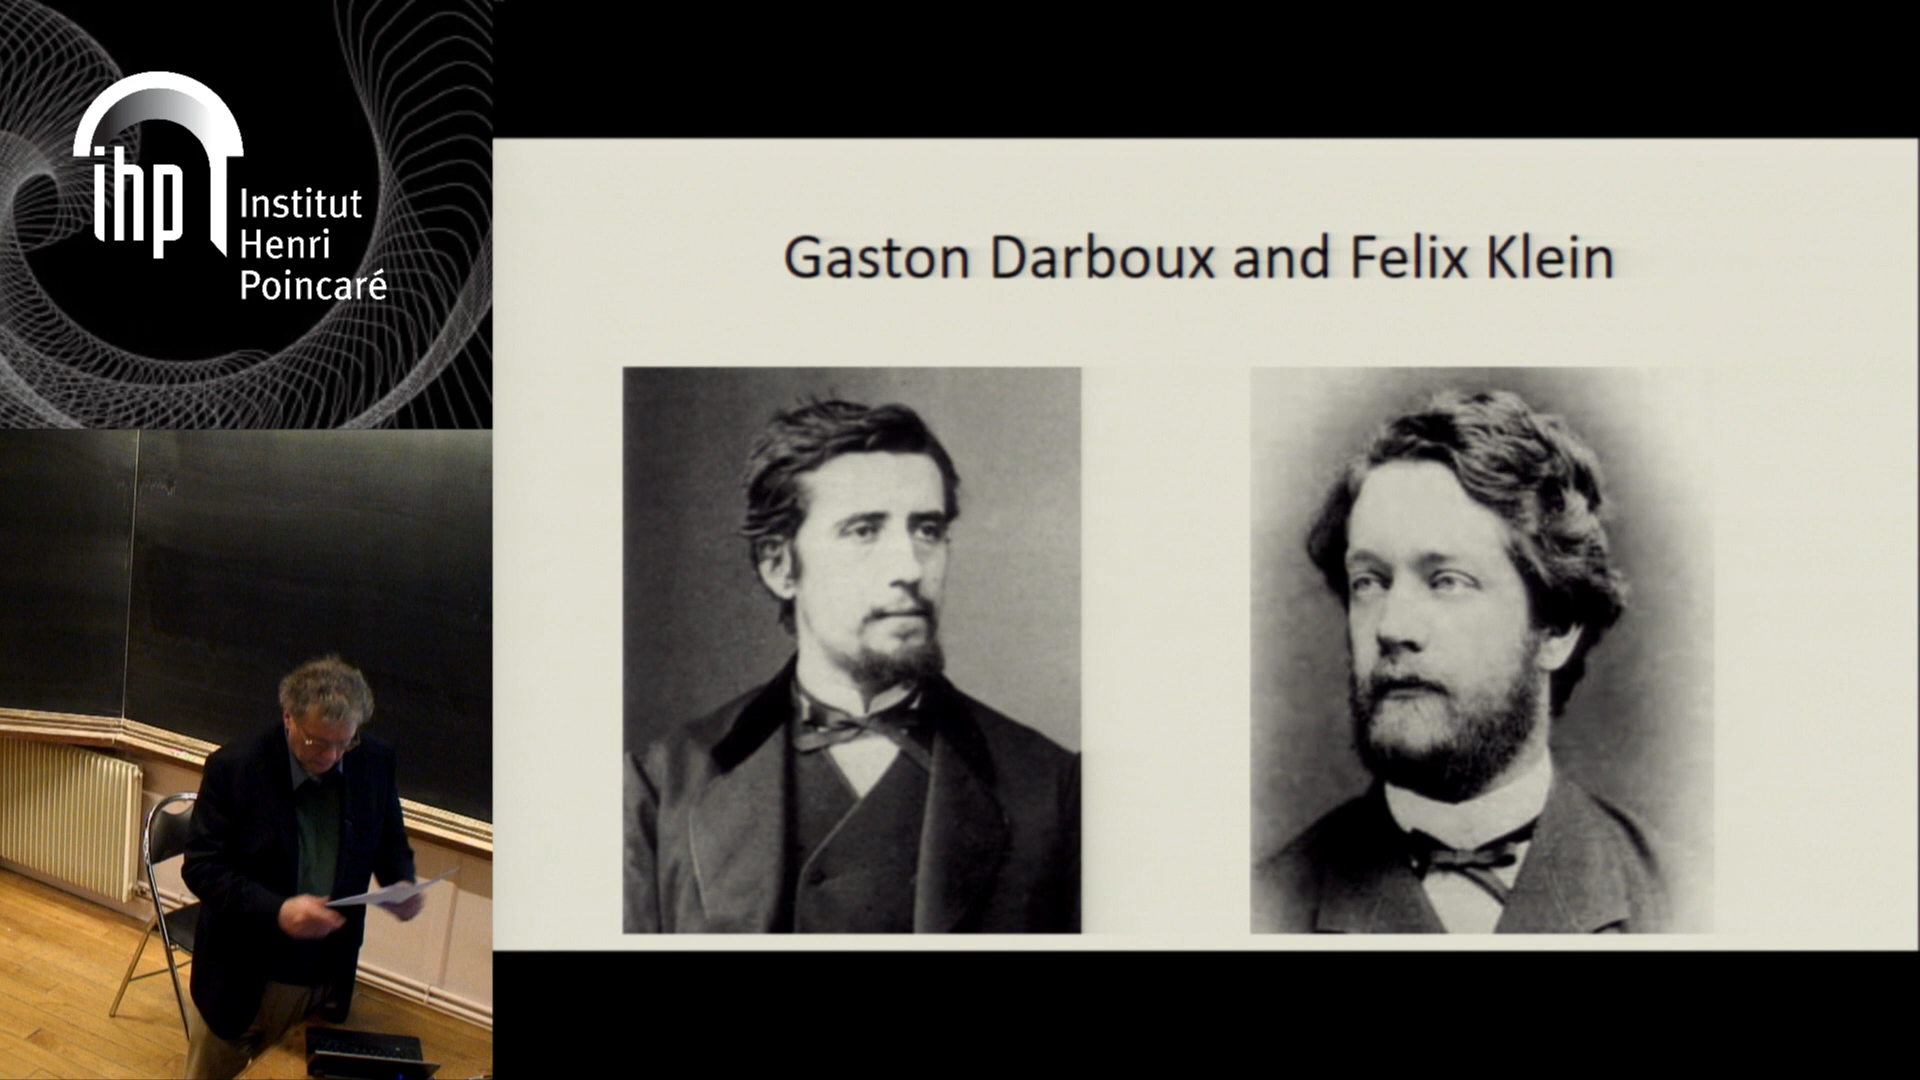 ihp
Institut
Henri
Poincaré
Gaston Darboux and Felix Klein